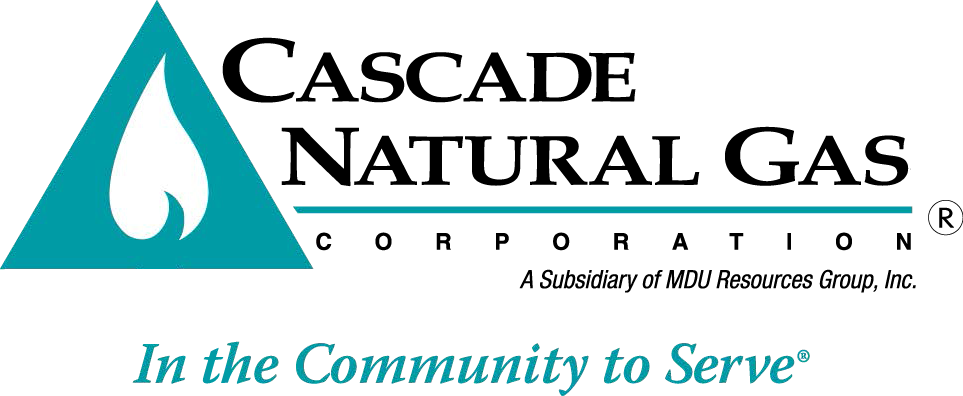 CASCADE
NATURAL GAS
CORPORATION ®
A Subsidiary of MDU Resources Group, Inc.
In the Community to Serve®